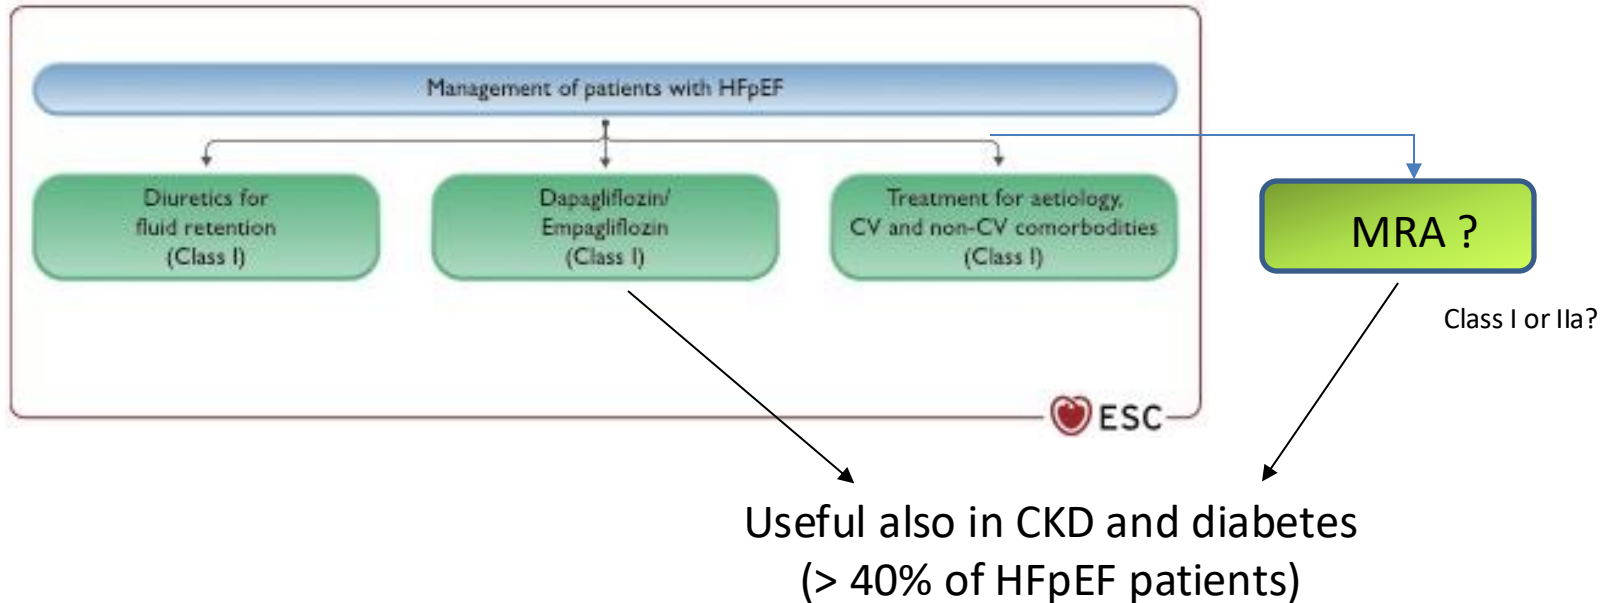 Management of patients with HFpEF
Diuretics for
fluid retention
(Class I)
Dapagliflozin/
Empagliflozin
(Class I)
Treatment for aetiology,
CV and non-CV comorbodities
(Class I)
MRA ?
Class I or IIa?
ESC
Useful also in CKD and diabetes
(> 40% of HFpEF patients)